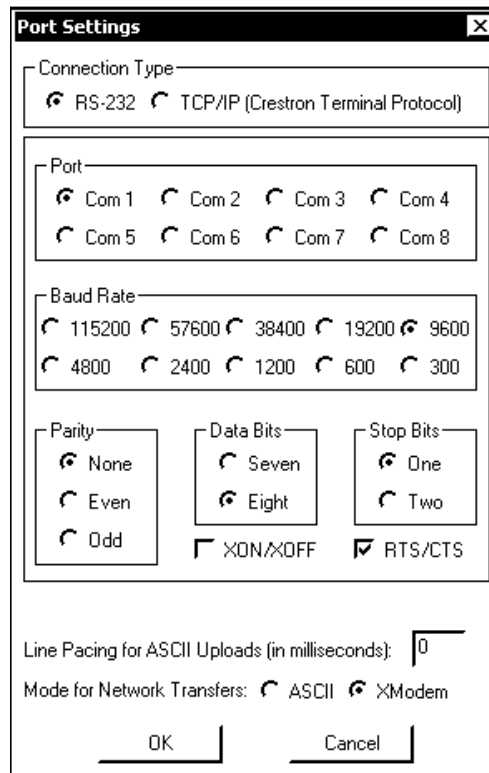 Port Settings
Connection Type
RS-232 TCP/IP (Crestron Terminal Protocol)
Port
Com 1 Com 2 Com 3 Com 4
Com 5 Com 6 Com 7 Com 8
Baud Rate
115200 57600 38400 19200 9600
4800 2400 1200 600 300
Parity Data Bits Stop Bits
None Seven One
Even Eight Two
Odd XON/XOFF RTS/CTS
Line Pacing for ASCII Uploads (in milliseconds): 0
Mode for Network Transfers: ASCII XModem
OK Cancel